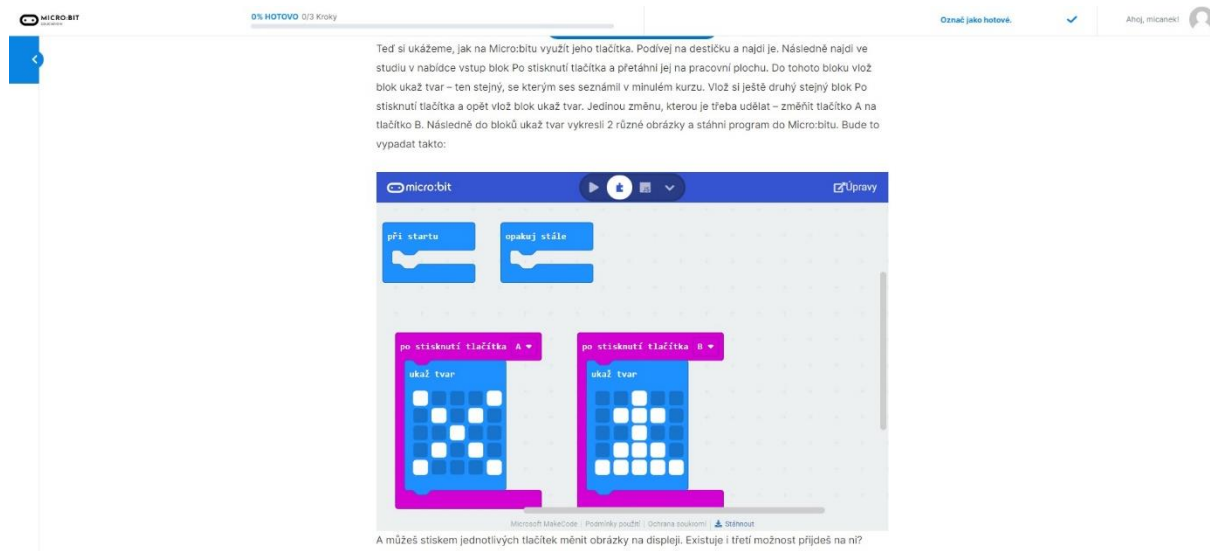 MICRO:BIT
0% HOTOVO 0/3 Kroky
Označ jako hotové.
Ahoj, micanek!
Teď si ukážeme, jak na Micro:bitu využít jeho tlačítka. Podívej na destičku a najdi je. Následně najdi ve
studiu v nabídce vstup blok Po stisknutí tlačítka a přetáhni jej na pracovní plochu. Do tohoto bloku vlož
blok ukaž tvar – ten stejný, se kterým ses seznámil v minulém kurzu. Vlož si ještě druhý stejný blok Po
stisknutí tlačítka a opět vlož blok ukaž tvar. Jedinou změnu, kterou je třeba udělat – změňit tlačítko A na
tlačítko B. Následně do bloků ukaž tvar vykresli 2 různé obrázky a stáhni program do Micro:bitu. Bude to
vypadat takto:
micro:bit
Úpravy
při startu
opakuj stále
po stisknutí tlačítka A
po stisknutí tlačítka B
ukaž tvar
ukaž tvar
Microsoft MakeCode | Podmínky použití | Ochrana soukromí | Stáhnout
A můžeš stiskem jednotlivých tlačítek měnit obrázky na displeji. Existuje i třetí možnost přijdeš na ni?